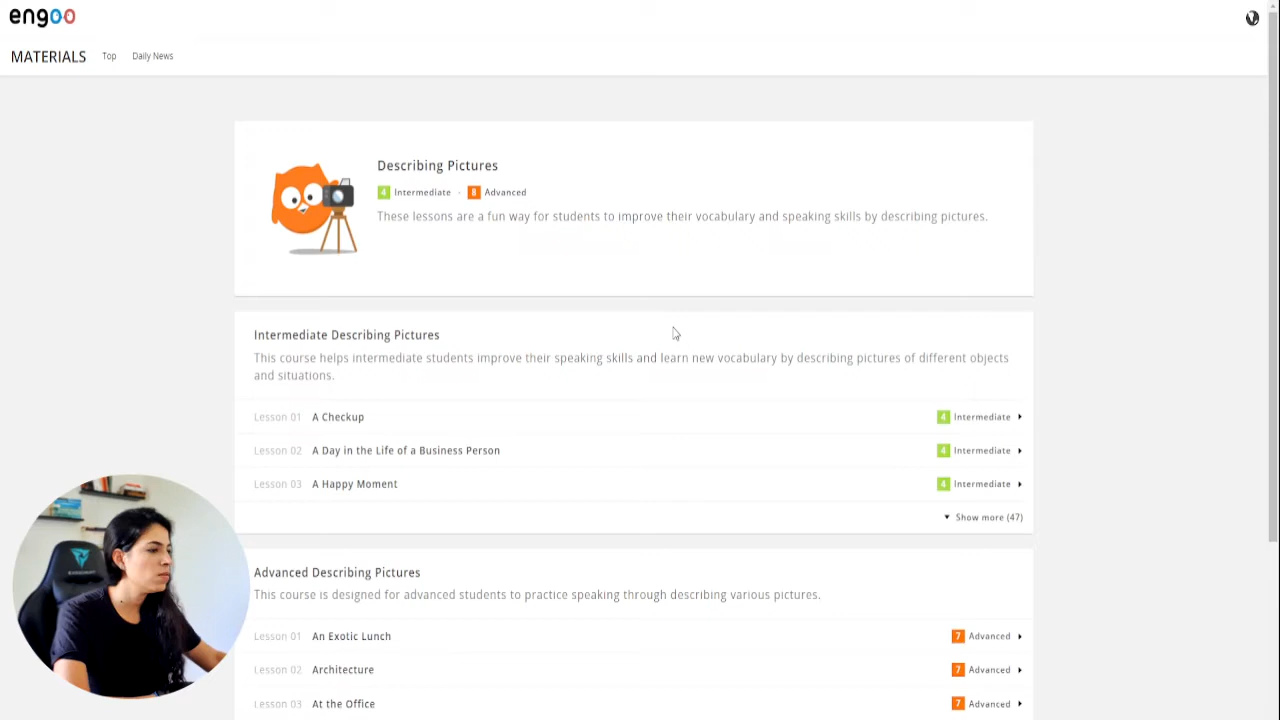 engoo
MATERIALS Top Daily News
Describing Pictures
4 Intermediate - 8 Advanced
These lessons are a fun way for students to improve their vocabulary and speaking skills by describing pictures.
Intermediate Describing Pictures
This course helps intermediate students improve their speaking skills and learn new vocabulary by describing pictures of different objects
and situations.
Lesson 01 A Checkup 4 Intermediate
Lesson 02 A Day in the Life of a Business Person 4 Intermediate
Lesson 03 A Happy Moment 4 Intermediate
Show more (47)
Advanced Describing Pictures
This course is designed for advanced students to practice speaking through describing various pictures.
Lesson 01 An Exotic Lunch 7 Advanced
Lesson 02 Architecture 7 Advanced
Lesson 03 At the Office 7 Advanced